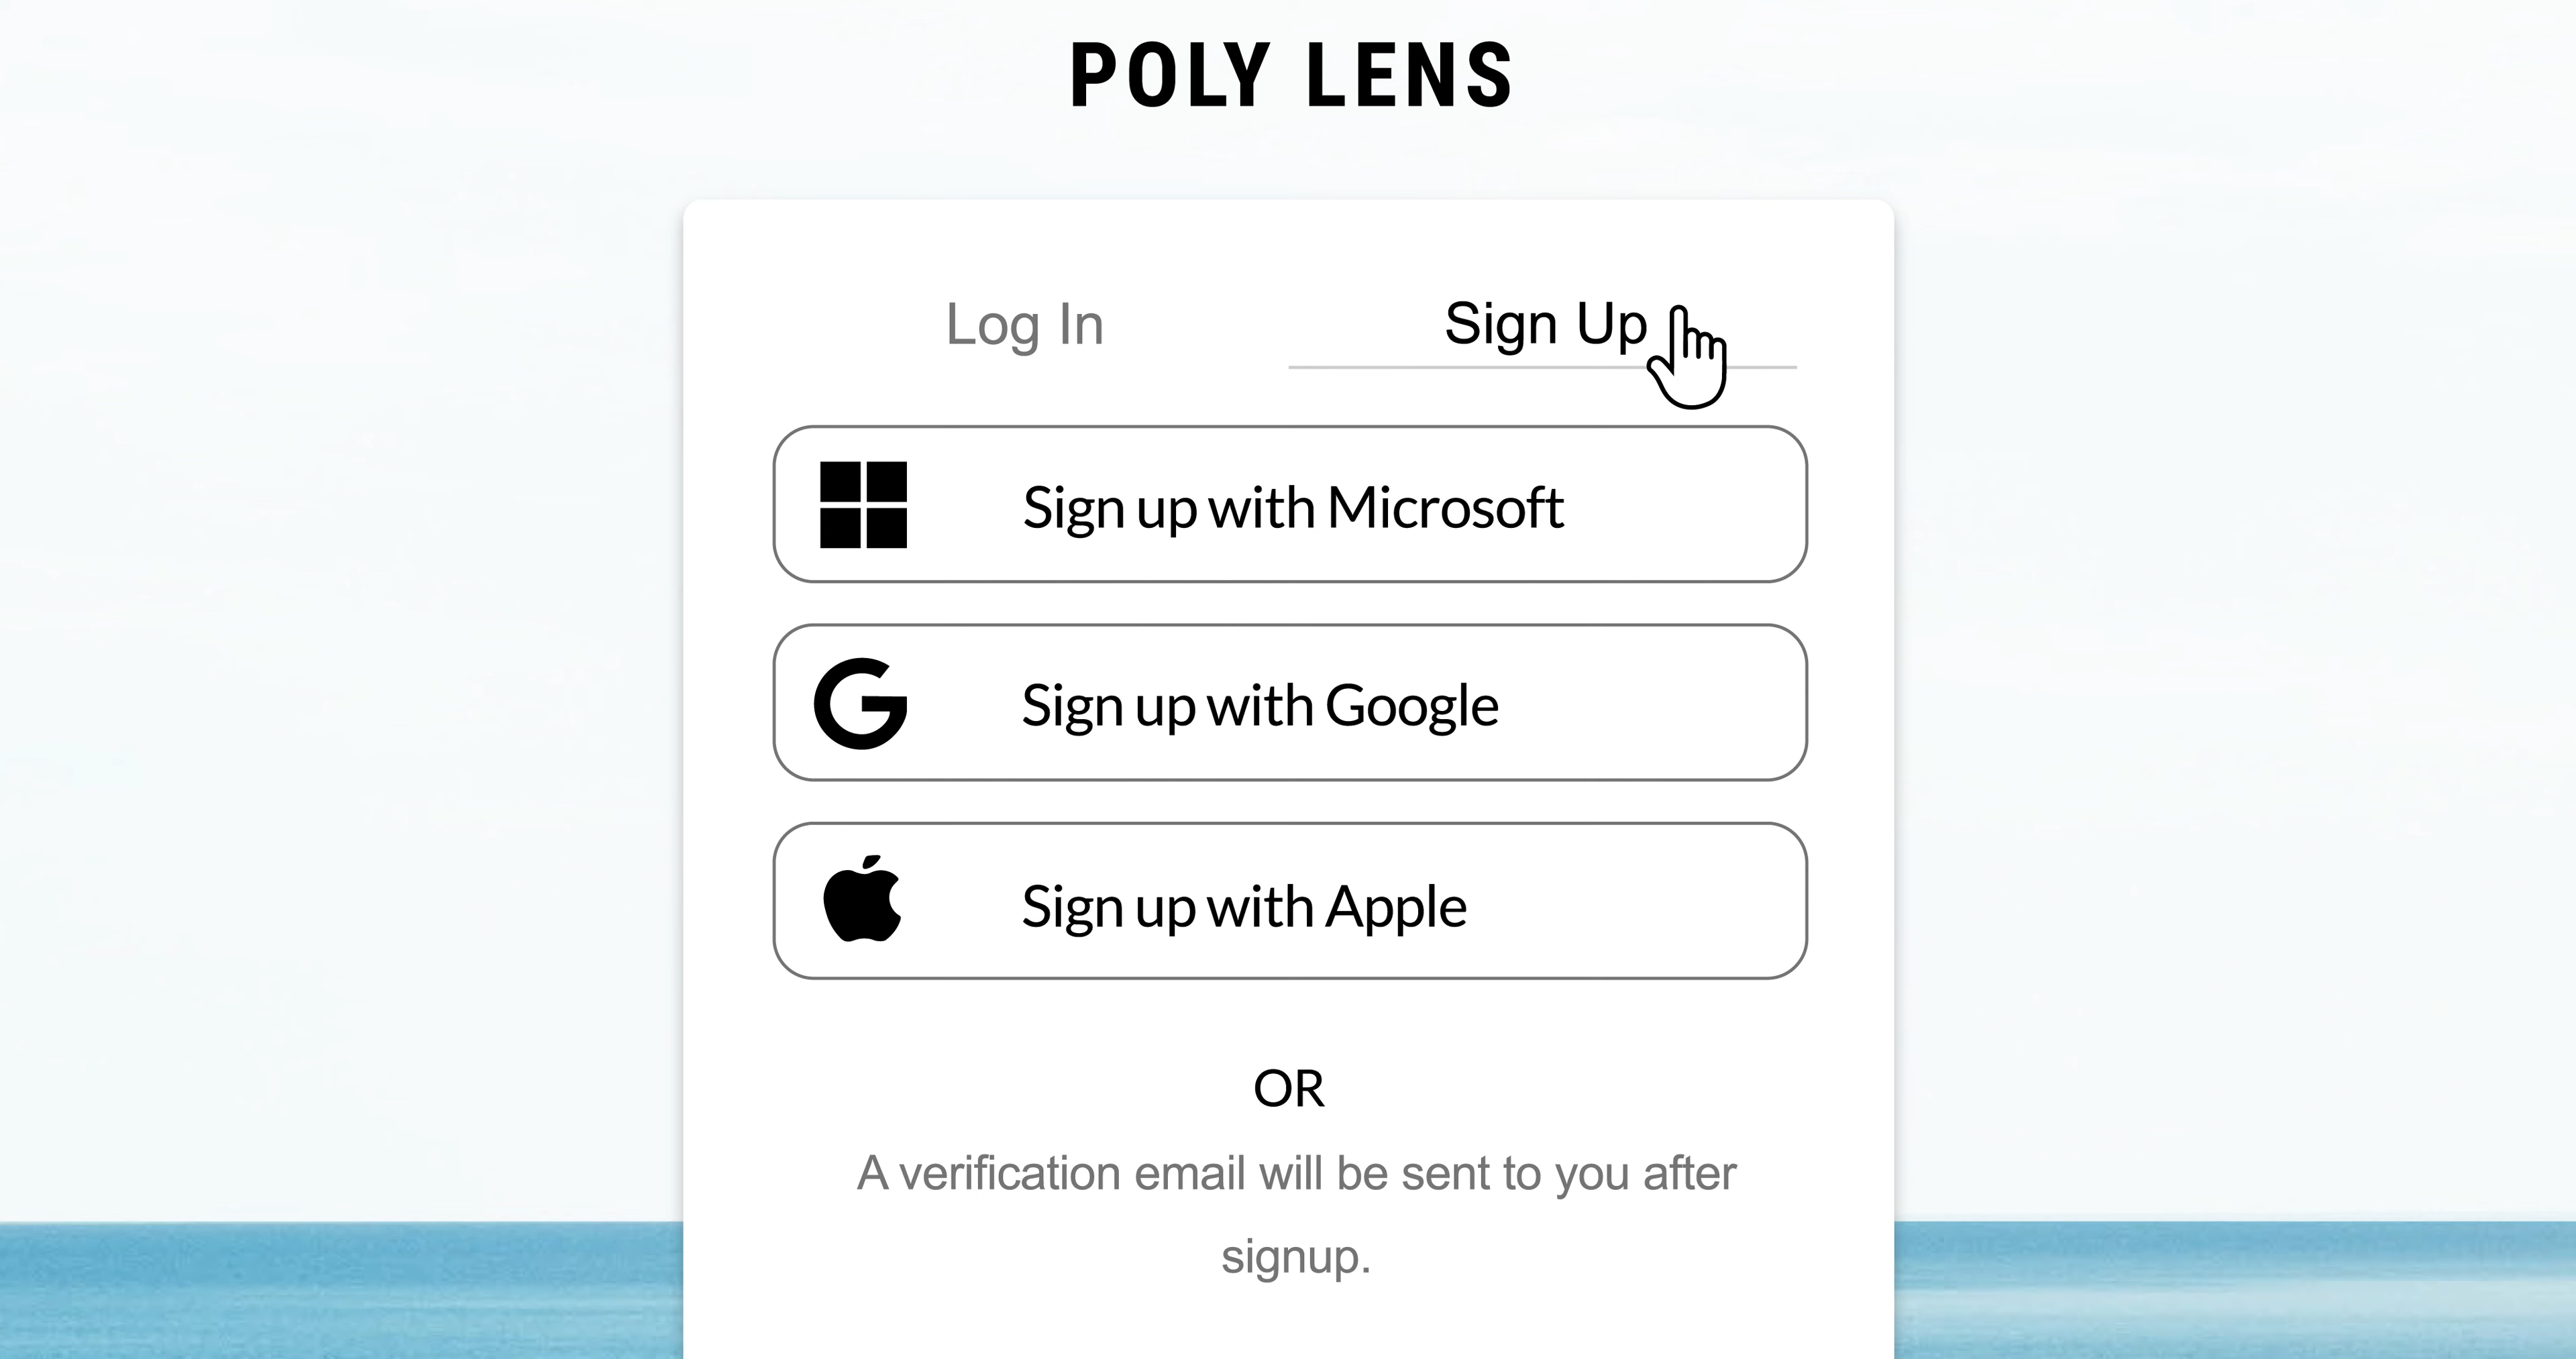 POLY LENS
Log In
Sign Up
Sign up with Microsoft
Sign up with Google
Sign up with Apple
OR
A verification email will be sent to you after
signup.